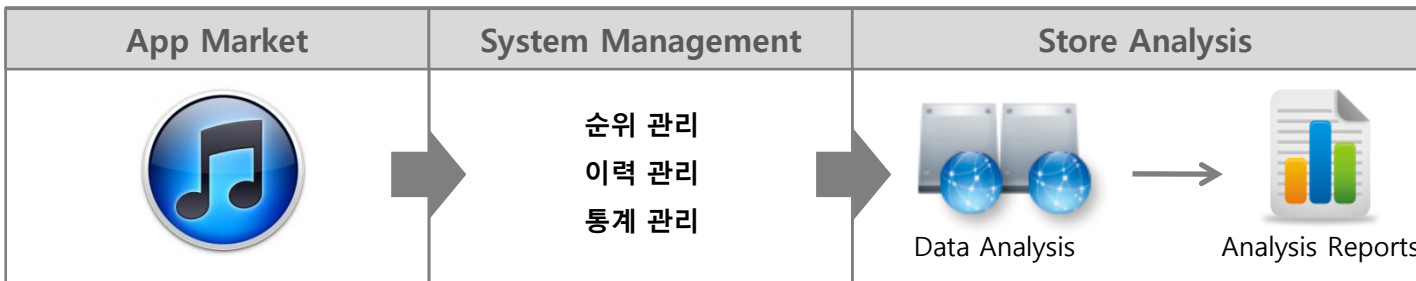 App Market
System Management
Store Analysis
순위 관리
이력 관리
통계 관리
Data Analysis
Analysis Reports